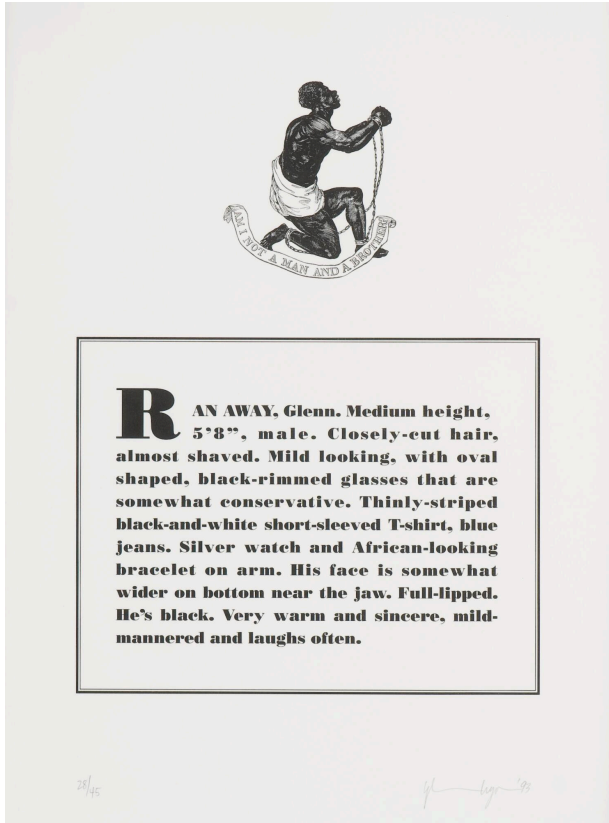 AM I NOT A MAN AND A BROTHER
RAN AWAY, Glenn. Medium height,
5’8”, male. Closely-cut hair,
almost shaved. Mild looking, with oval
shaped, black-rimmed glasses that are
somewhat conservative. Thinly-striped
black-and-white short-sleeved T-shirt, blue
jeans. Silver watch and African-looking
bracelet on arm. His face is somewhat
wider on bottom near the jaw. Full-lipped.
He’s black. Very warm and sincere, mild-
mannered and laughs often.
28/45